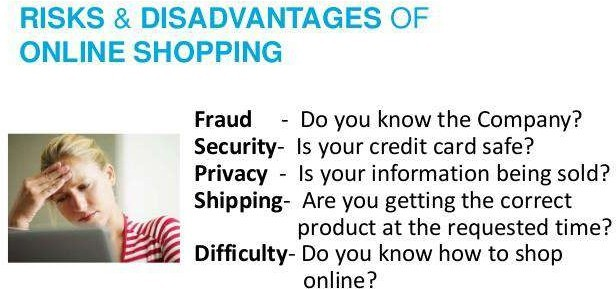 RISKS & DISADVANTAGES OF
ONLINE SHOPPING
Fraud - Do you know the Company?
Security- Is your credit card safe?
Privacy - Is your information being sold?
Shipping- Are you getting the correct
product at the requested time?
Difficulty- Do you know how to shop
online?